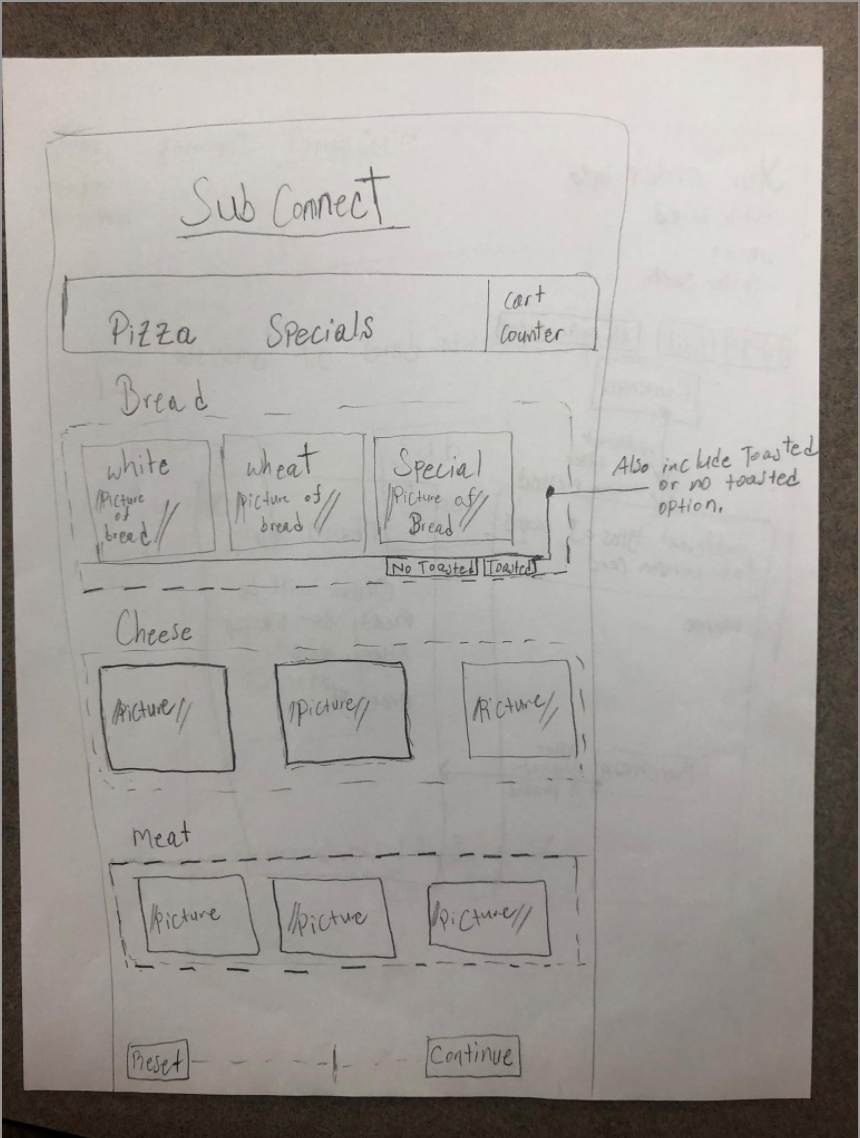 Sub Connect
Pizza Specials
Cart
Counter
Bread
white
//Picture
of
bread//
wheat
//Picture of
bread//
Special
//Picture of
Bread//
Also include Toasted
or no toasted
option.
No Toasted
Toasted
Cheese
//Picture//
//Picture//
//Picture//
Meat
//Picture
//Picture
//Picture//
Reset
Continue